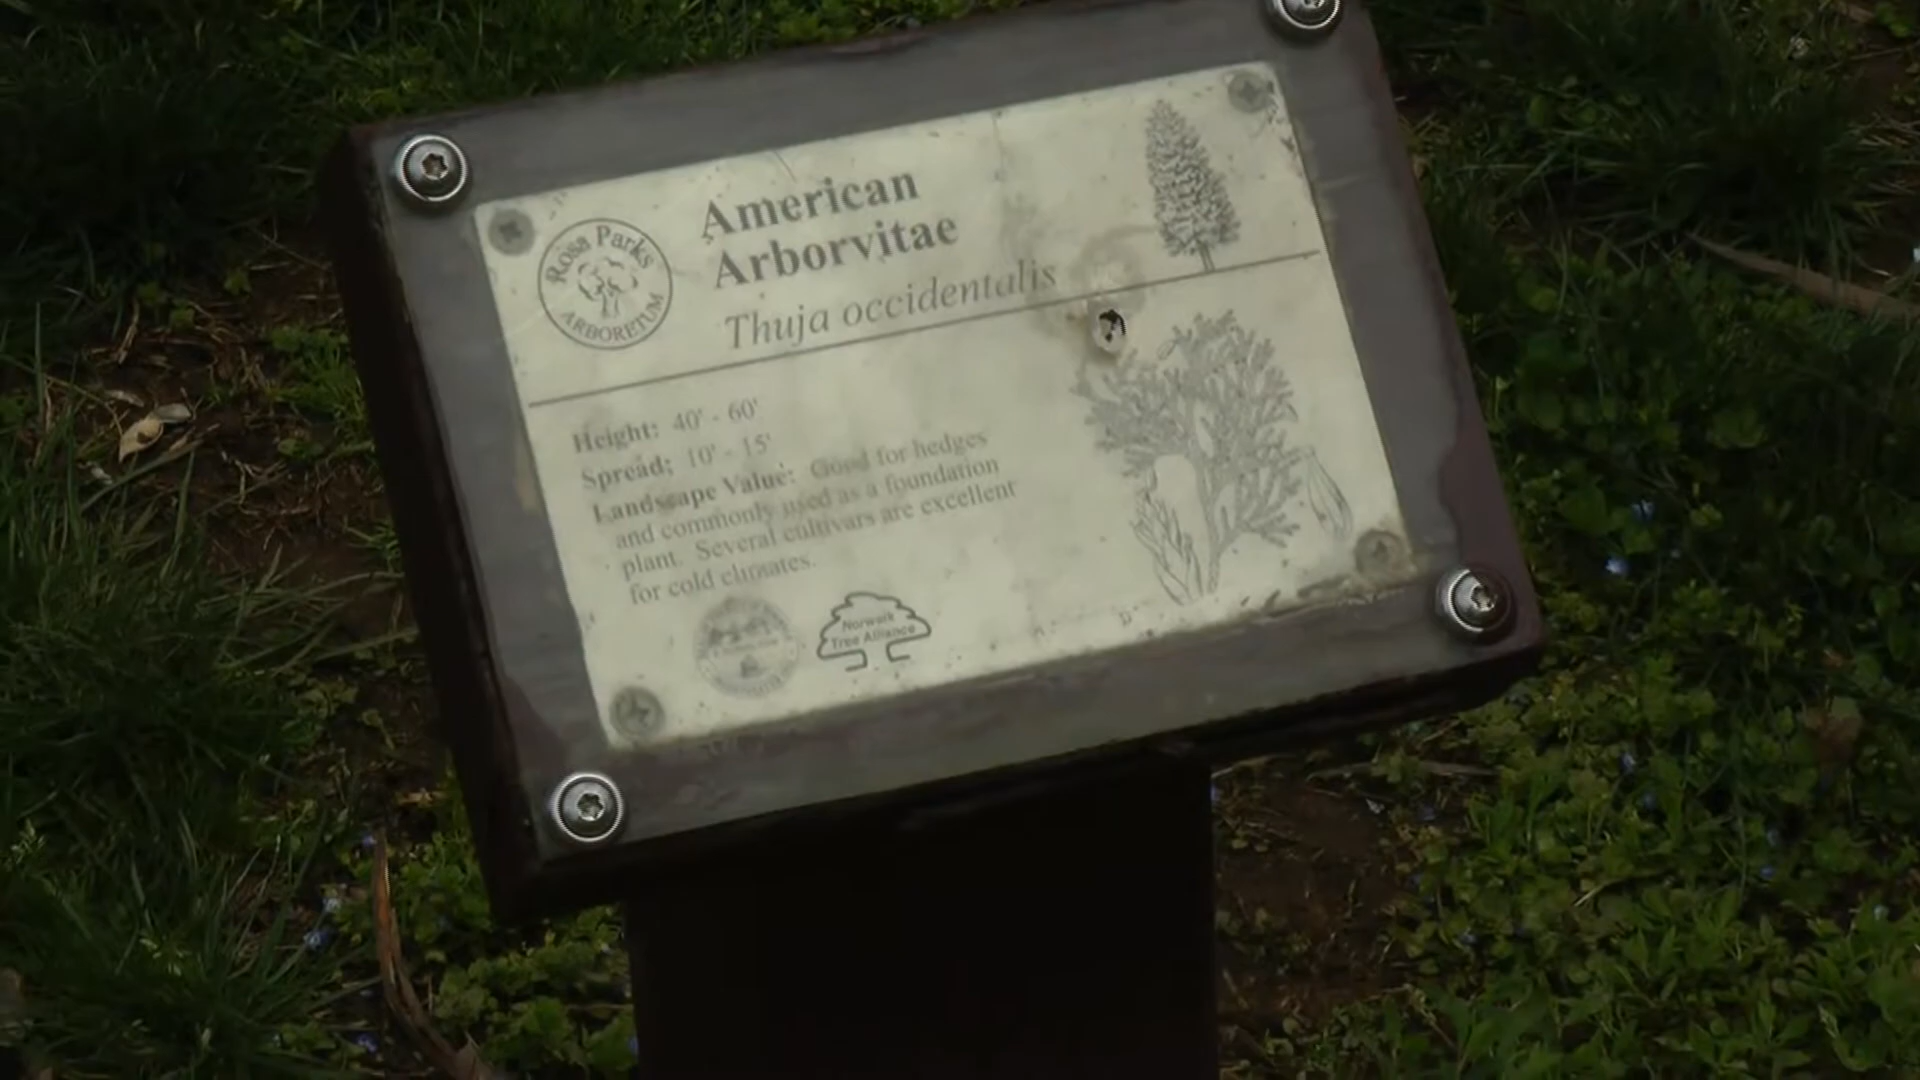 Rosa Parks
ARBORETUM
American
Arborvitae
Thuja occidentalis
Height: 40' - 60'
Spread: 10' - 15'
Landscape Value: Good for hedges
and commonly used as a foundation
plant. Several cultivars are excellent
for cold climates.
Norwalk
Tree Alliance